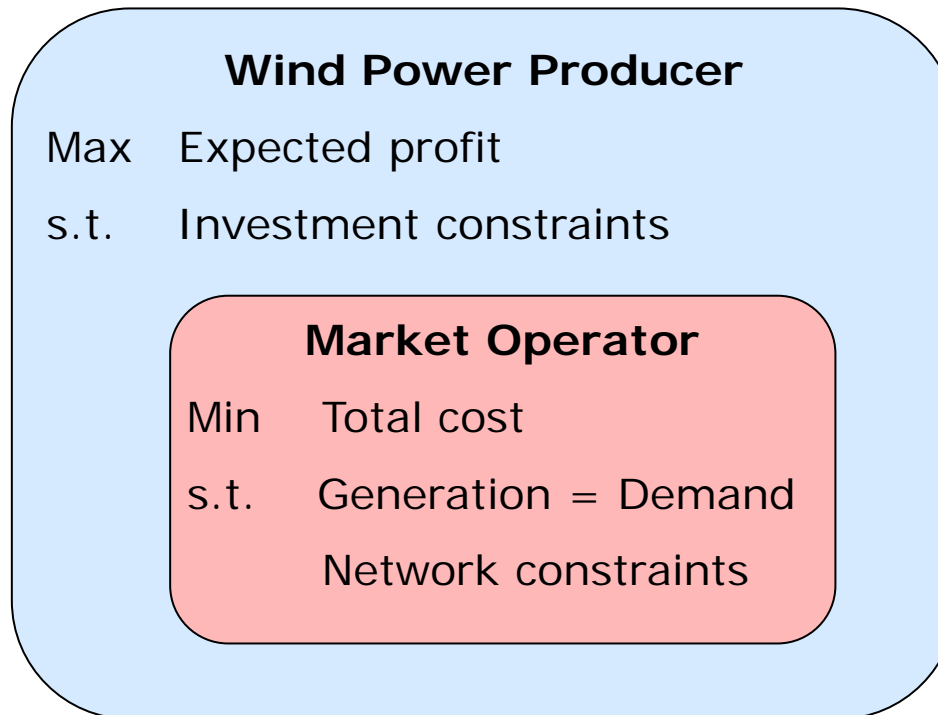 Wind Power Producer
Max Expected profit
s.t. Investment constraints
Market Operator
Min Total cost
s.t. Generation = Demand
Network constraints